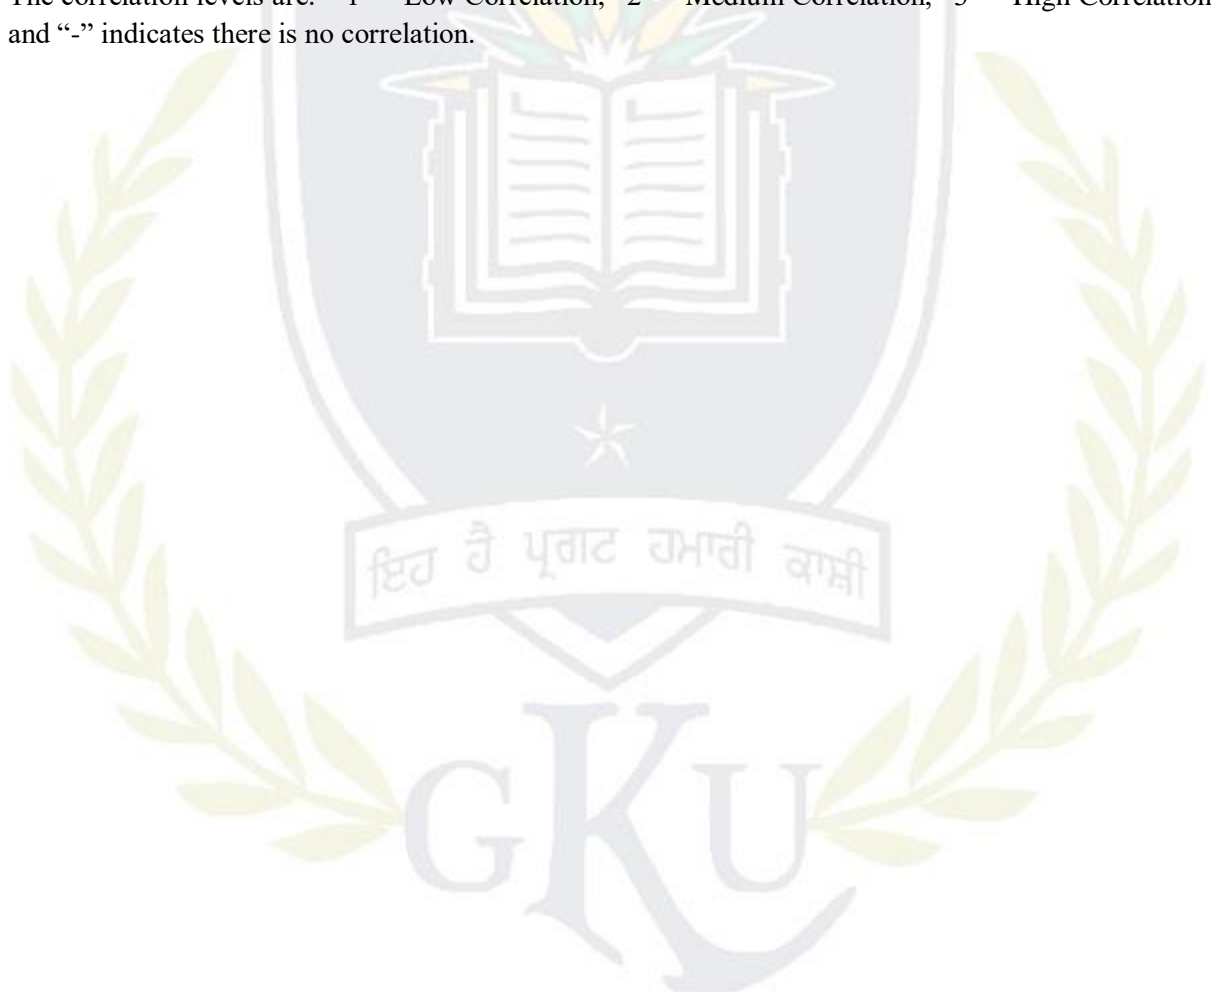 The correlation levels are: “1” – Low Correlation, “2” – Medium Correlation, “3” – High Correlation
and “-” indicates there is no correlation.
ਇਹ ਹੈ ਪ੍ਰਗਟ ਹਮਾਰੀ ਕਾਸ਼ੀ
GKU